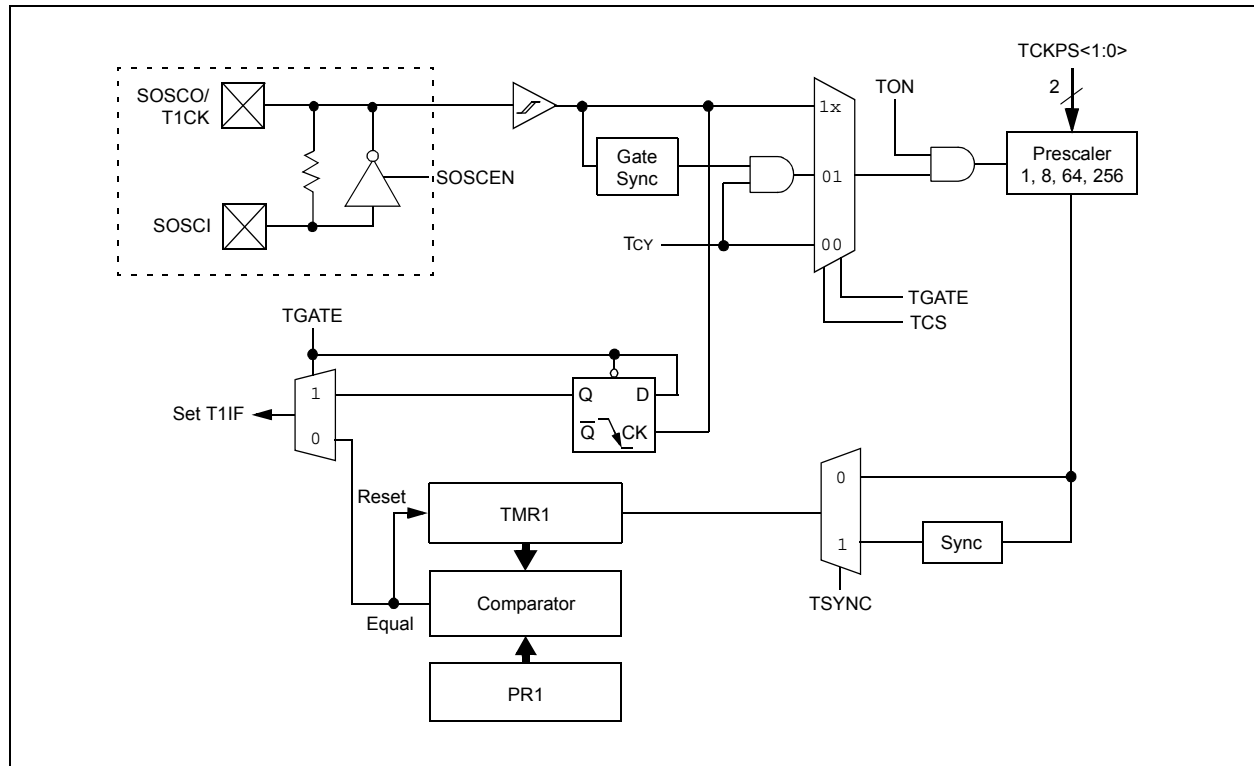 TCKPS<1:0>
2
SOSCO/
T1CK
TON
1x
Gate
Sync
Prescaler
1, 8, 64, 256
SOSCEN
01
SOSCI
TCY
00
TGATE
TCS
TGATE
1
Q
D
Set T1IF
Q
CK
0
Reset
TMR1
0
1
Sync
Comparator
TSYNC
Equal
PR1